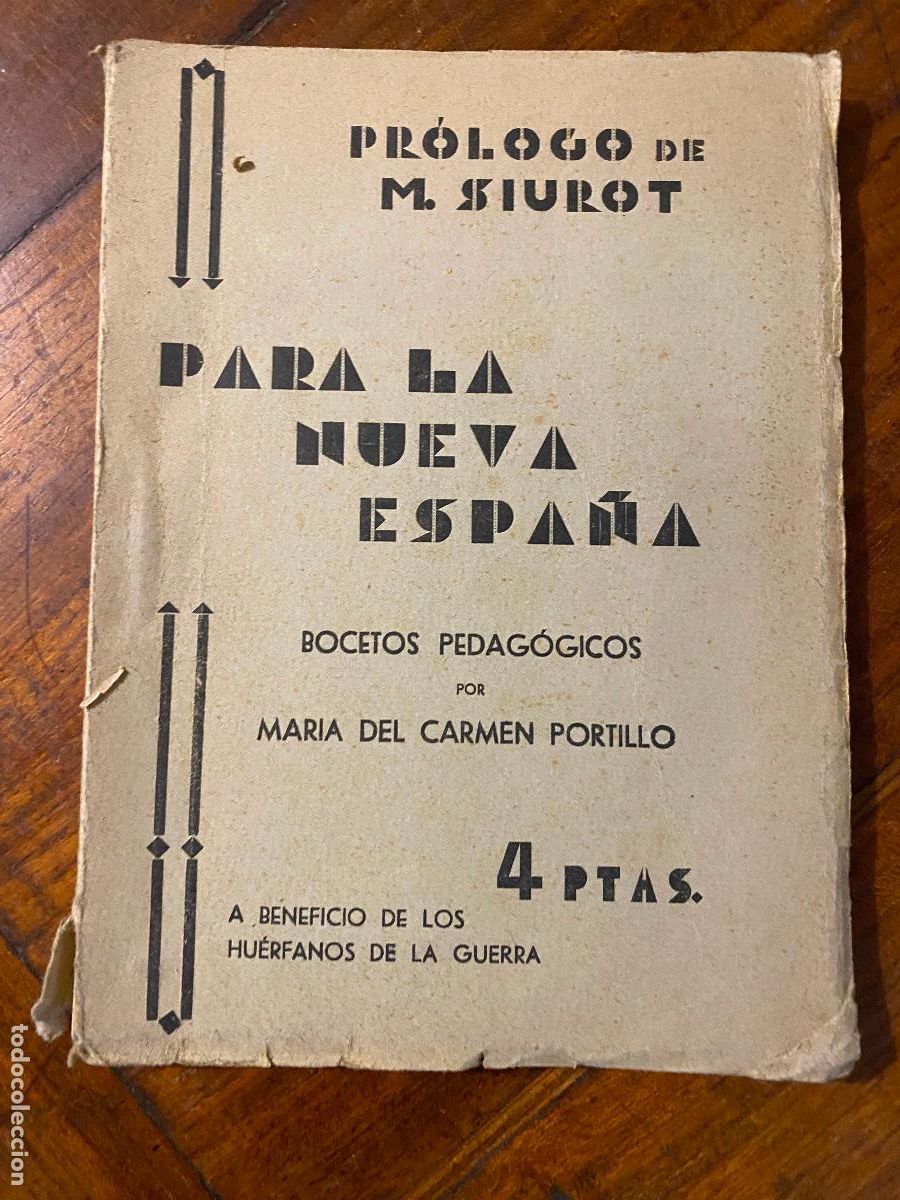 PRÓLOGO DE
M. SIUROT
PARA LA
NUEVA
ESPAÑA
BOCETOS PEDAGÓGICOS
POR
MARIA DEL CARMEN PORTILLO
4 PTAS.
A BENEFICIO DE LOS
HUÉRFANOS DE LA GUERRA
todocoleccion